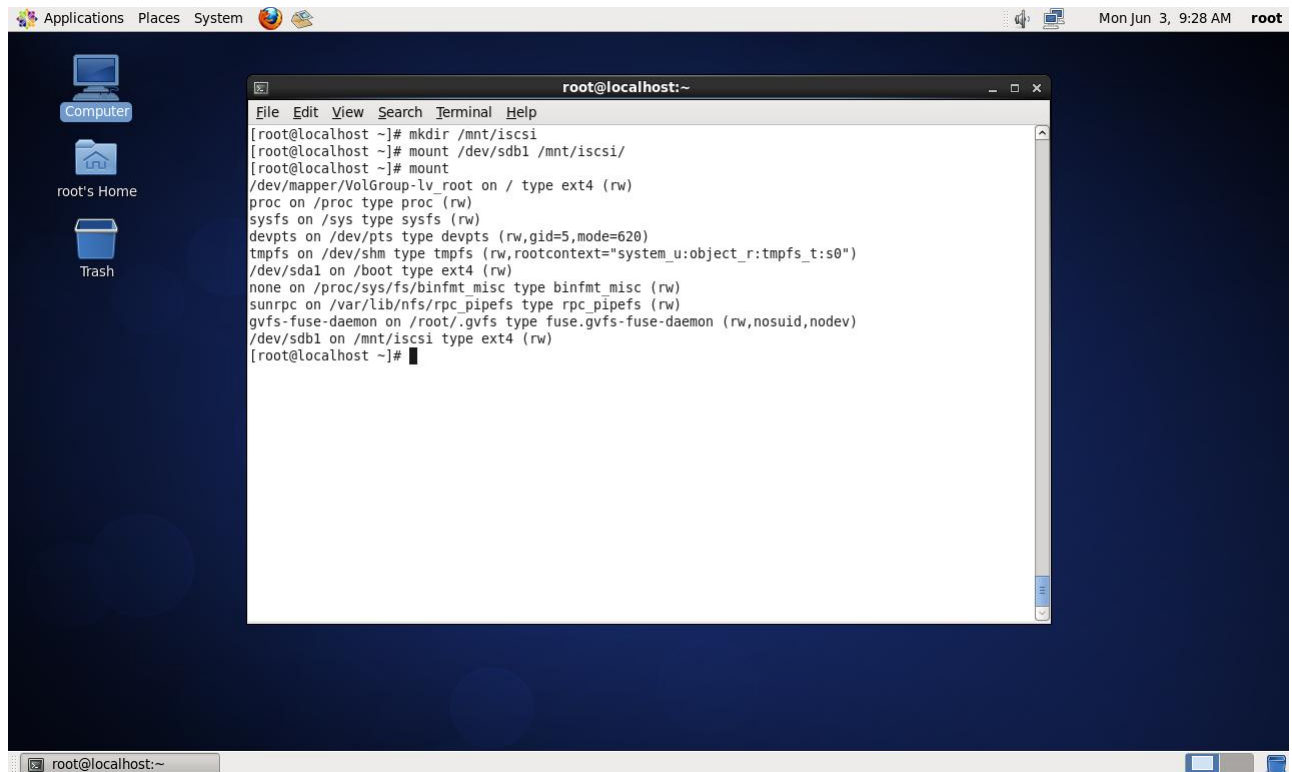 Applications Places System Mon Jun 3, 9:28 AM root
Computer
root's Home
Trash
root@localhost:~
File Edit View Search Terminal Help
[root@localhost ~]# mkdir /mnt/iscsi
[root@localhost ~]# mount /dev/sdb1 /mnt/iscsi/
[root@localhost ~]# mount
/dev/mapper/VolGroup-lv_root on / type ext4 (rw)
proc on /proc type proc (rw)
sysfs on /sys type sysfs (rw)
devpts on /dev/pts type devpts (rw,gid=5,mode=620)
tmpfs on /dev/shm type tmpfs (rw,rootcontext="system_u:object_r:tmpfs_t:s0")
/dev/sda1 on /boot type ext4 (rw)
none on /proc/sys/fs/binfmt_misc type binfmt_misc (rw)
sunrpc on /var/lib/nfs/rpc_pipefs type rpc_pipefs (rw)
gvfs-fuse-daemon on /root/.gvfs type fuse.gvfs-fuse-daemon (rw,nosuid,nodev)
/dev/sdb1 on /mnt/iscsi type ext4 (rw)
[root@localhost ~]#
root@localhost:~